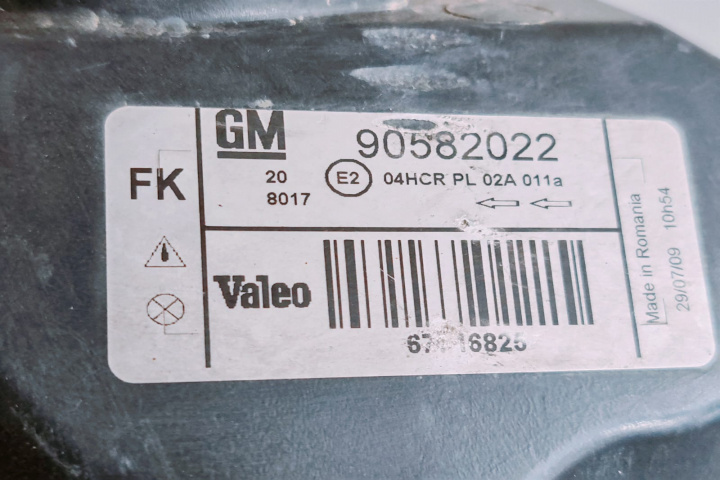 FK
GM
90582022
20
8017
E2
04HCR PL 02A 011a
Valeo
Made in Romania
29/07/09 10h54